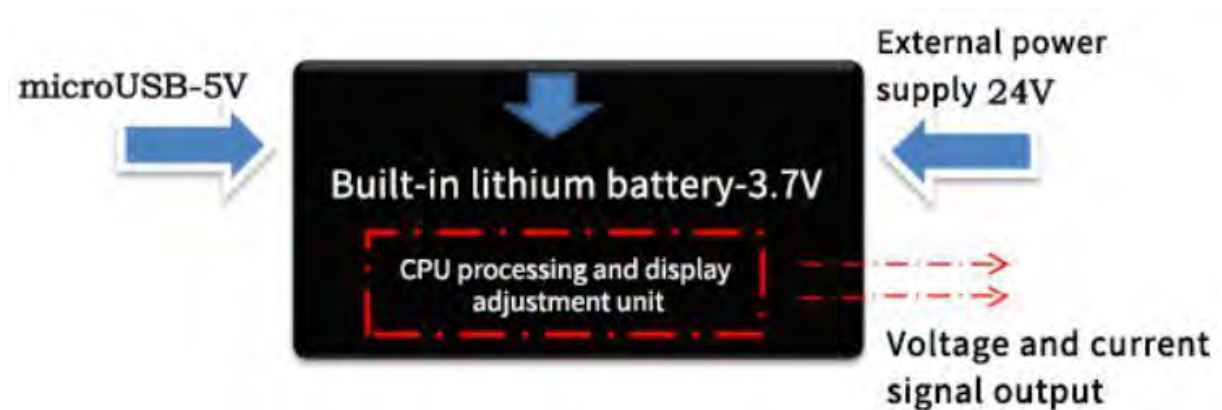 microUSB-5V
External power
supply 24V
Built-in lithium battery-3.7V
CPU processing and display
adjustment unit
Voltage and current
signal output